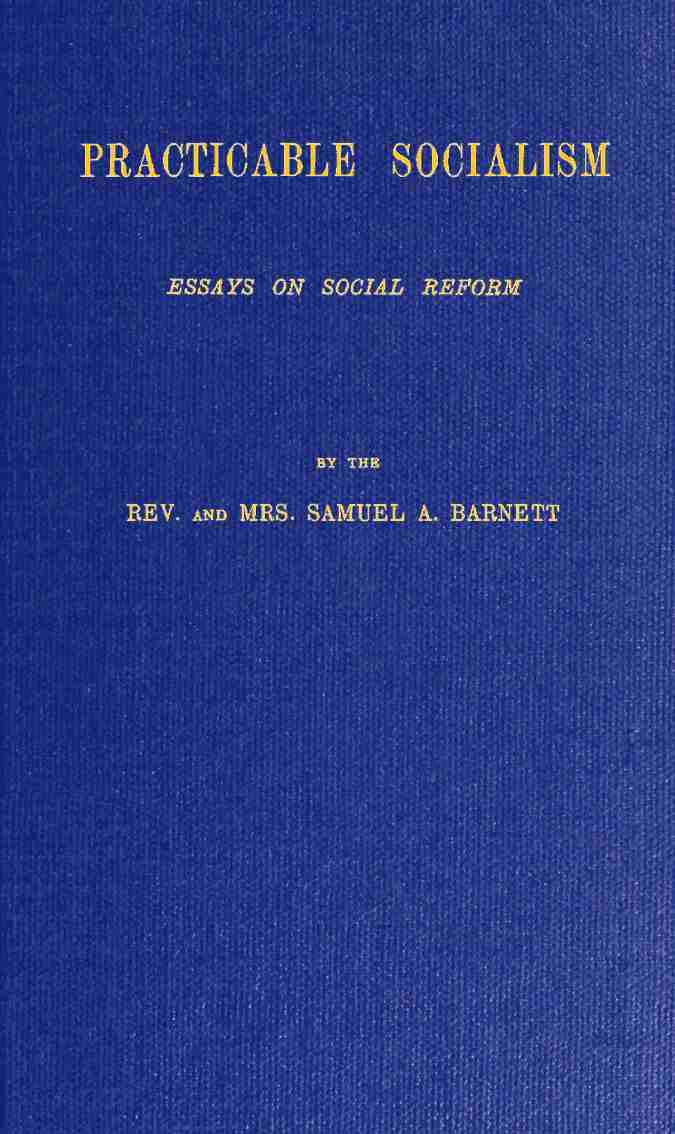 PRACTICABLE SOCIALISM
ESSAYS ON SOCIAL REFORM
BY THE
REV. AND MRS. SAMUEL A. BARNETT